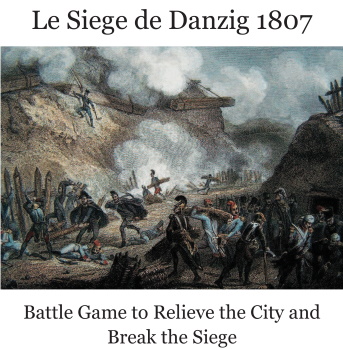 Le Siege de Danzig 1807
Battle Game to Relieve the City and
Break the Siege